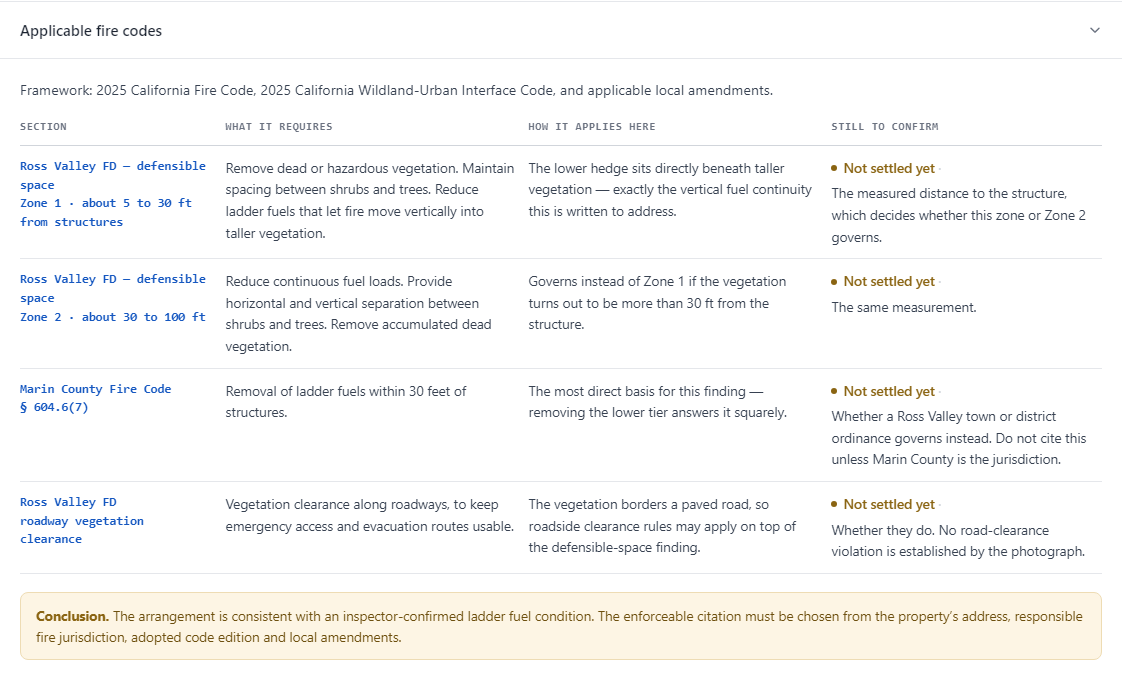 Applicable fire codes
Framework: 2025 California Fire Code, 2025 California Wildland-Urban Interface Code, and applicable local amendments.
SECTION
WHAT IT REQUIRES
HOW IT APPLIES HERE
STILL TO CONFIRM
Ross Valley FD — defensible
space
Zone 1 · about 5 to 30 ft
from structures
Remove dead or hazardous vegetation. Maintain
spacing between shrubs and trees. Reduce
ladder fuels that let fire move vertically into
taller vegetation.
The lower hedge sits directly beneath taller
vegetation — exactly the vertical fuel continuity
this is written to address.
• Not settled yet ·
The measured distance to the structure,
which decides whether this zone or Zone 2
governs.
Ross Valley FD — defensible
space
Zone 2 · about 30 to 100 ft
Reduce continuous fuel loads. Provide
horizontal and vertical separation between
shrubs and trees. Remove accumulated dead
vegetation.
Governs instead of Zone 1 if the vegetation
turns out to be more than 30 ft from the
structure.
• Not settled yet ·
The same measurement.
Marin County Fire Code
§ 604.6(7)
Removal of ladder fuels within 30 feet of
structures.
The most direct basis for this finding —
removing the lower tier answers it squarely.
• Not settled yet ·
Whether a Ross Valley town or district
ordinance governs instead. Do not cite this
unless Marin County is the jurisdiction.
Ross Valley FD
roadway vegetation
clearance
Vegetation clearance along roadways, to keep
emergency access and evacuation routes usable.
The vegetation borders a paved road, so
roadside clearance rules may apply on top of
the defensible-space finding.
• Not settled yet ·
Whether they do. No road-clearance
violation is established by the photograph.
Conclusion. The arrangement is consistent with an inspector-confirmed ladder fuel condition. The enforceable citation must be chosen from the property’s address, responsible
fire jurisdiction, adopted code edition and local amendments.